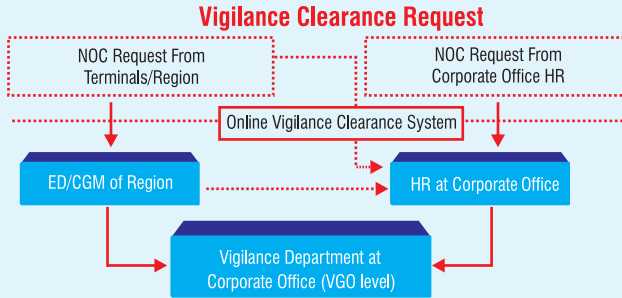 Vigilance Clearance Request
NOC Request From
Terminals/Region
NOC Request From
Corporate Office HR
Online Vigilance Clearance System
ED/CGM of Region
HR at Corporate Office
Vigilance Department at
Corporate Office (VGO level)